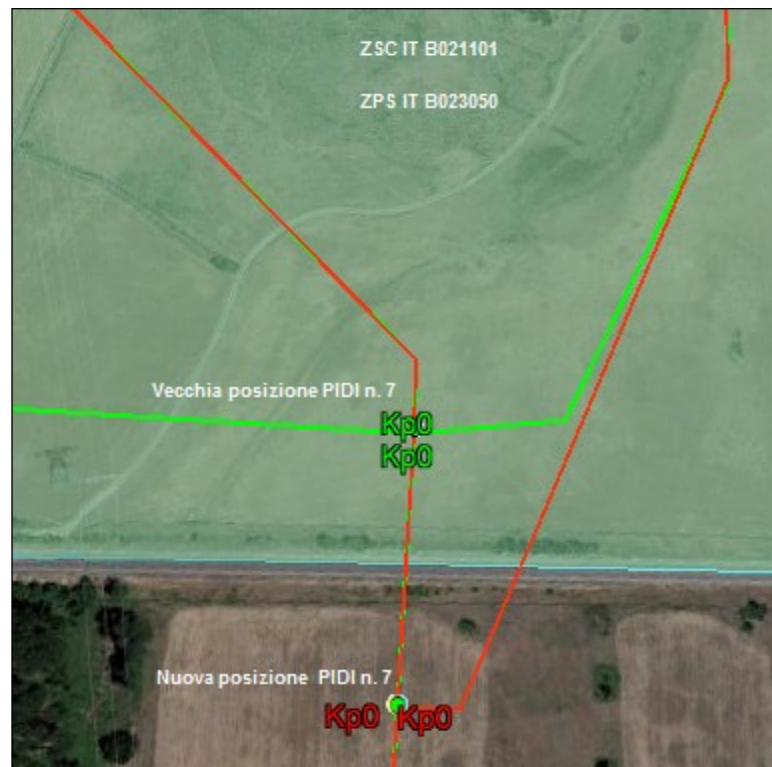 ZSC IT B021101
ZPS IT B023050
Vecchia posizione PIDI n. 7
Kp0
Kp0
Nuova posizione PIDI n. 7
Kp0 Kp0